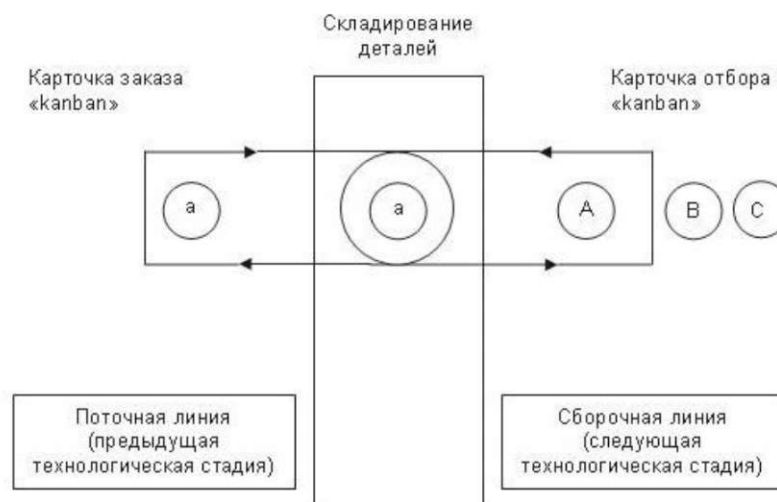 Складирование
деталей
Карточка заказа
«kanban»
Карточка отбора
«kanban»
а
а
А
В
С
Поточная линия
(предыдущая
технологическая стадия)
Сборочная линия
(следующая
технологическая стадия)